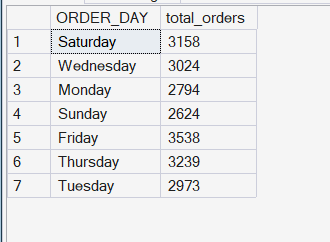 ORDER_DAY total_orders
1 Saturday 3158
2 Wednesday 3024
3 Monday 2794
4 Sunday 2624
5 Friday 3538
6 Thursday 3239
7 Tuesday 2973